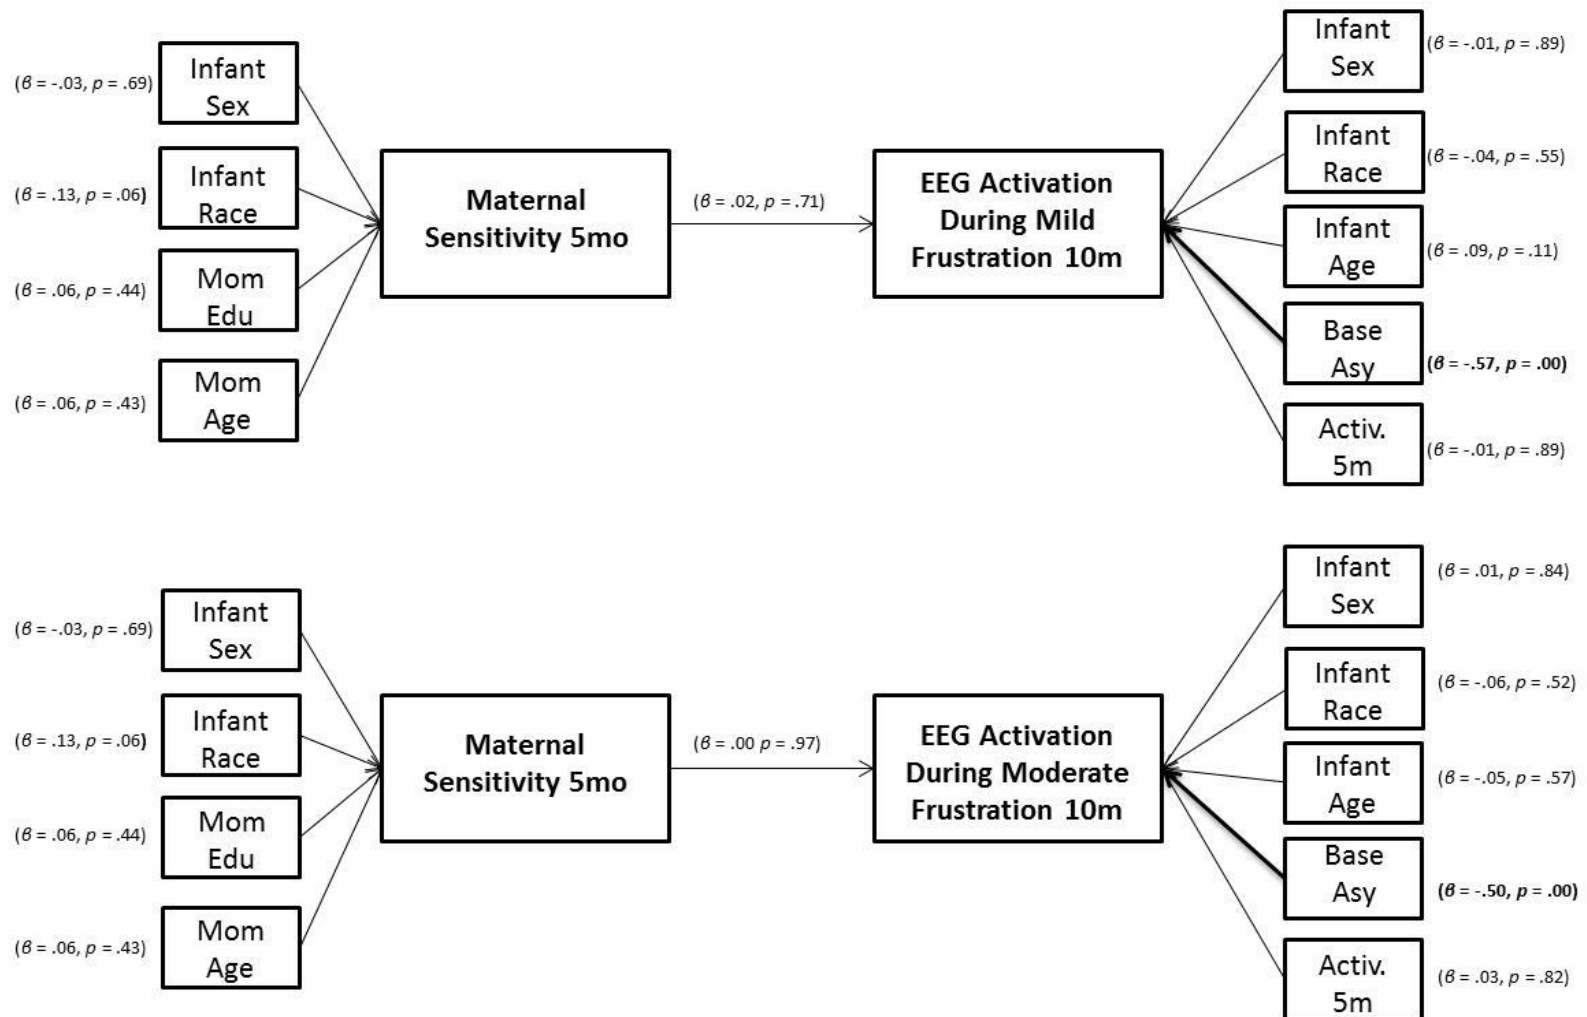 Infant
Sex
(β = -.03, p = .69)
Infant
Race
(β = .13, p = .06)
Mom
Edu
(β = .06, p = .44)
Mom
Age
(β = .06, p = .43)
Maternal
Sensitivity 5mo
(β = .02, p = .71)
EEG Activation
During Mild
Frustration 10m
Infant
Sex
(β = -.01, p = .89)
Infant
Race
(β = -.04, p = .55)
Infant
Age
(β = .09, p = .11)
Base
Asy
(β = -.57, p = .00)
Activ.
5m
(β = -.01, p = .89)
Infant
Sex
(β = -.03, p = .69)
Infant
Race
(β = .13, p = .06)
Mom
Edu
(β = .06, p = .44)
Mom
Age
(β = .06, p = .43)
Maternal
Sensitivity 5mo
(β = .00 p = .97)
EEG Activation
During Moderate
Frustration 10m
Infant
Sex
(β = .01, p = .84)
Infant
Race
(β = -.06, p = .52)
Infant
Age
(β = -.05, p = .57)
Base
Asy
(β = -.50, p = .00)
Activ.
5m
(β = .03, p = .82)